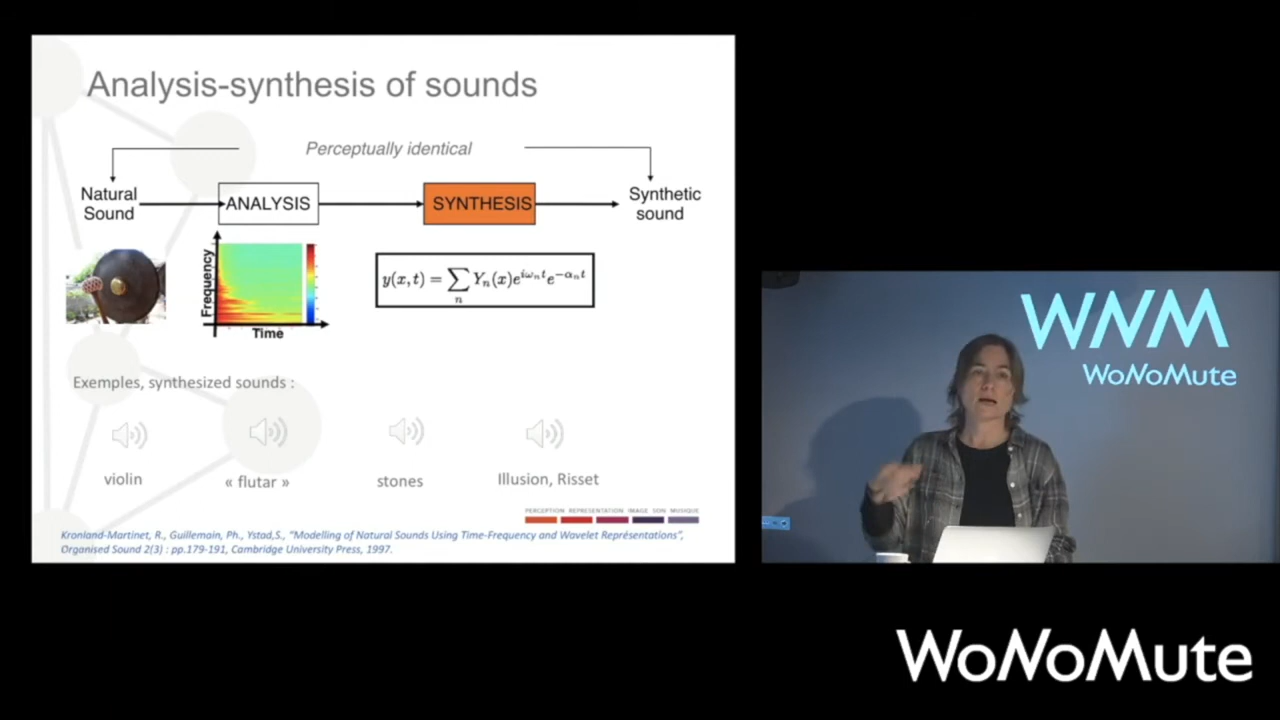 Analysis-synthesis of sounds
Perceptually identical
Natural
Sound
ANALYSIS
SYNTHESIS
Synthetic
sound
Frequency
Time
y(x,t) = ∑ₙ Yₙ(x)e^{iωₙt}e^{−αₙt}
Exemples, synthesized sounds :
violin
« flutar »
stones
Illusion, Risset
PERCEPTION REPRESENTATION IMAGE SON MUSIQUE
Kronland-Martinet, R., Guillemain, Ph., Ystad,S., “Modelling of Natural Sounds Using Time-Frequency and Wavelet Représentations”,
Organised Sound 2(3) : pp.179-191, Cambridge University Press, 1997.
WNM
WoNoMute
WoNoMute